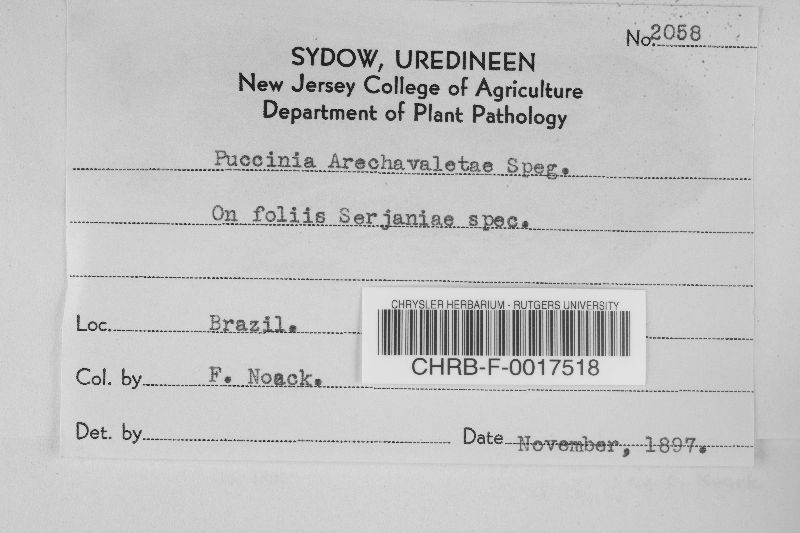 No. 2058
SYDOW, UREDINEEN
New Jersey College of Agriculture
Department of Plant Pathology
Puccinia Arechavaletae Speg.
On foliis Serjaniae spec.
Loc. Brazil.
CHRYSLER HERBARIUM - RUTGERS UNIVERSITY
CHRB-F-0017518
Col. by F. Noack.
Det. by
Date November, 1897.